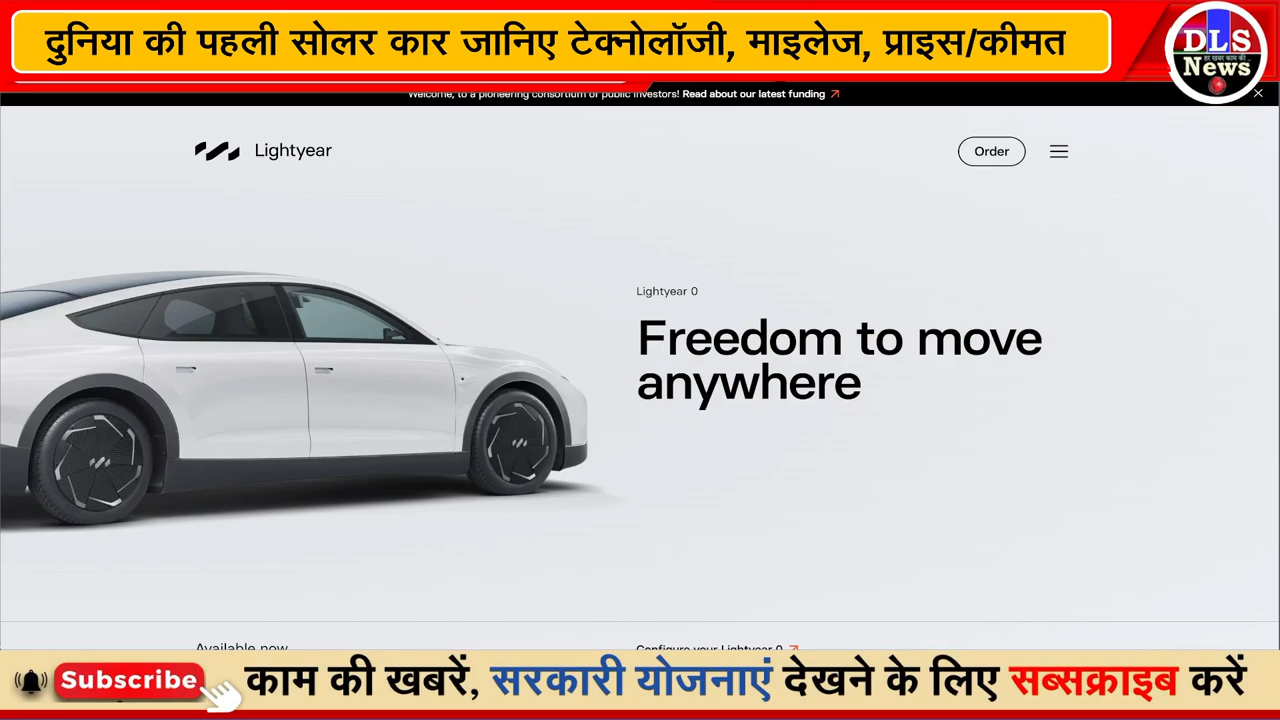 दुनिया की पहली सोलर कार जानिए टेक्नोलॉजी, माइलेज, प्राइस/कीमत
DLS
हर खबर काम की..
News
Welcome, to a pioneering consortium of public investors! Read about our latest funding
Lightyear
Order
Lightyear 0
Freedom to move
anywhere
Available now
Configure your Lightyear 0
Subscribe
काम की खबरें, सरकारी योजनाएं देखने के लिए सब्सक्राइब करें